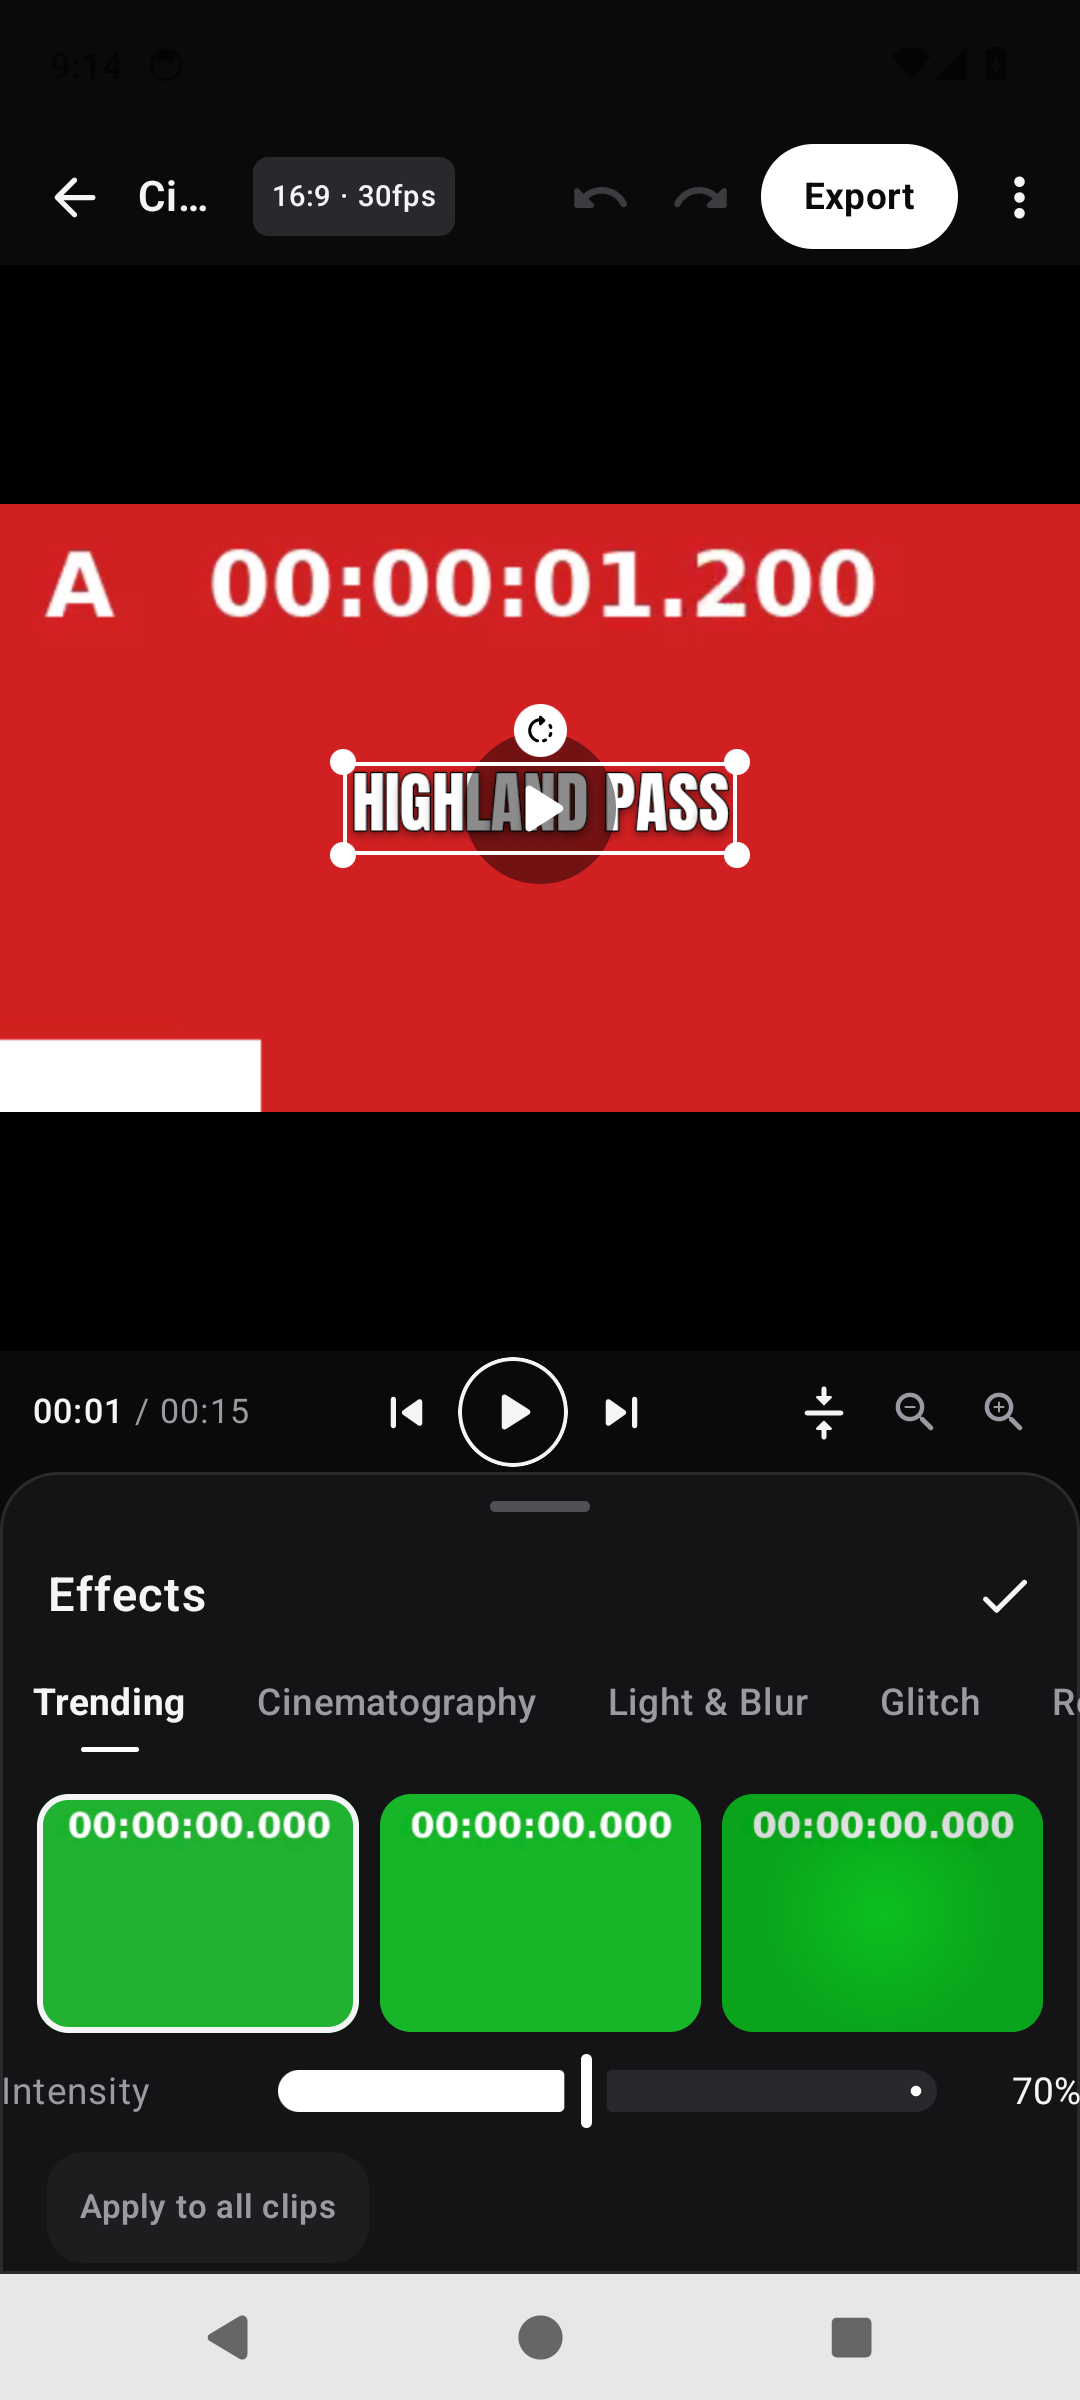 9:14
Ci...
16:9 · 30fps
Export
A 00:00:01.200
HIGHLAND PASS
00:01 / 00:15
Effects
Trending Cinematography Light & Blur Glitch
00:00:00.000 00:00:00.000 00:00:00.000
Intensity 70%
Apply to all clips